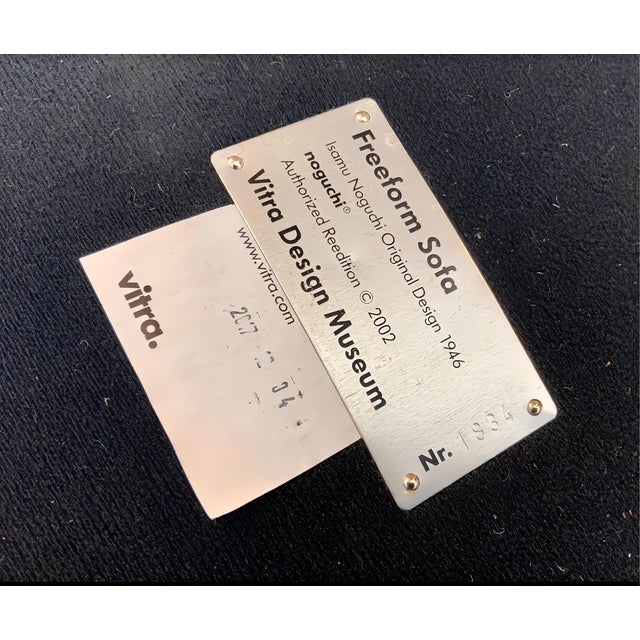 Freeform Sofa
Isamu Noguchi Original Design 1946
noguchi®
Authorized Reedition © 2002
Vitra Design Museum
Nr. 1834
www.vitra.com
vitra.